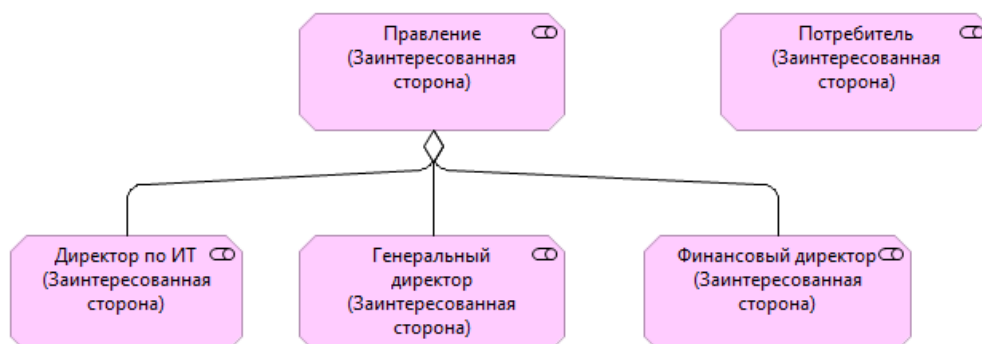 Правление
(Заинтересованная
сторона)
Потребитель
(Заинтересованная
сторона)
Директор по ИТ
(Заинтересованная
сторона)
Генеральный
директор
(Заинтересованная
сторона)
Финансовый директор
(Заинтересованная
сторона)